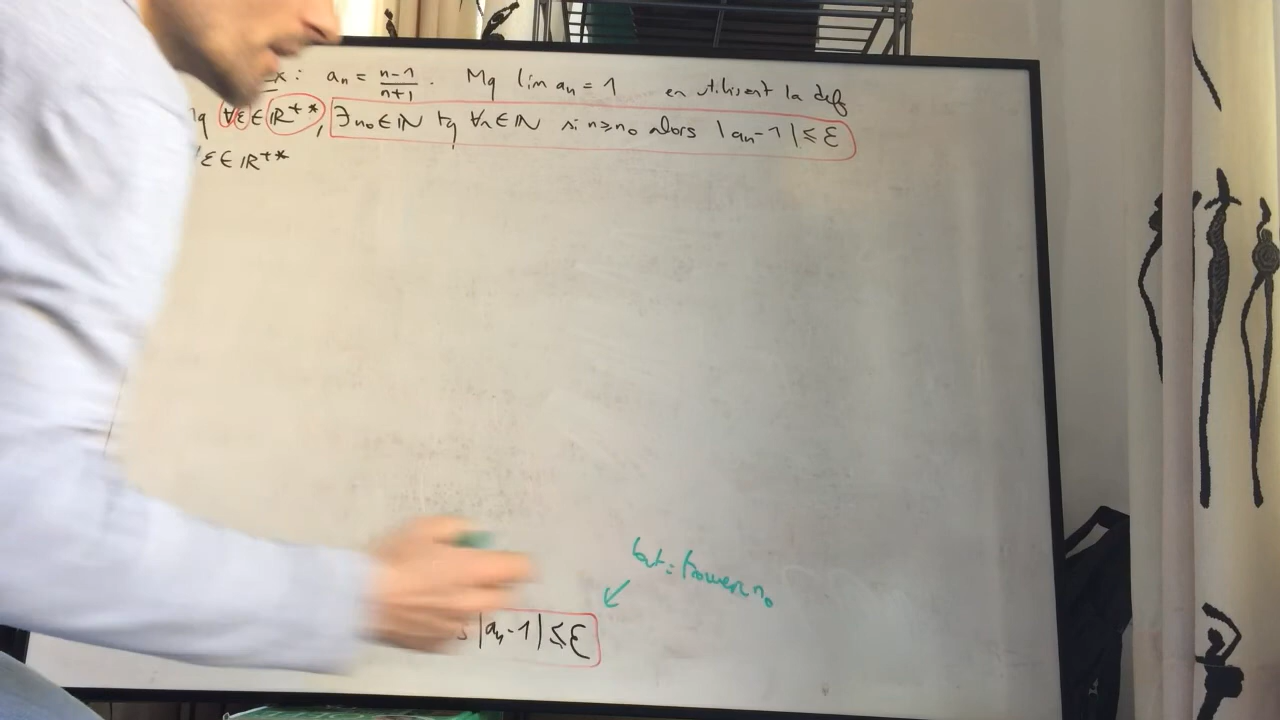 x : aₙ = (n-1)/(n+1) . Mq lim aₙ = 1 en utilisant la def
q ∀ε ∈ ℝ⁺*, ∃n₀ ∈ ℕ tq ∀n ∈ ℕ si n ≥ n₀ alors |aₙ - 1| ≤ ε
ε ∈ ℝ⁺*
but : trouver n₀
s |aₙ - 1| ≤ ε